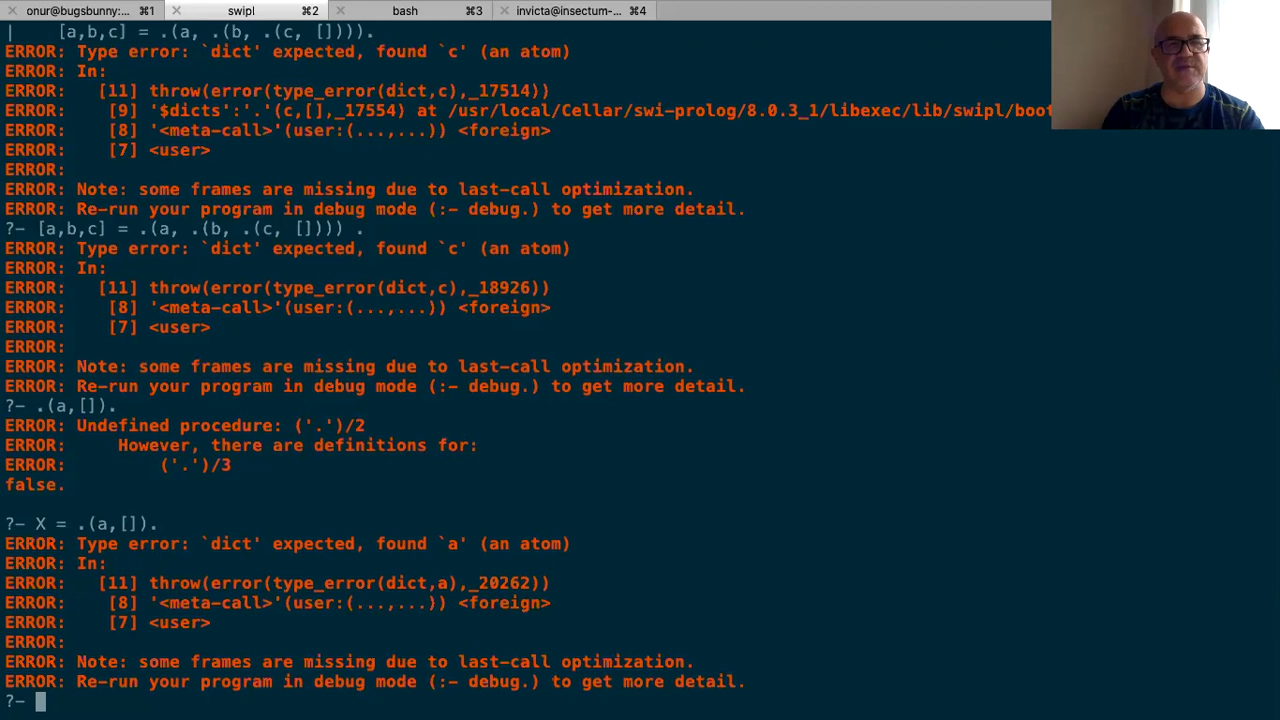 onur@bugsbunny:... ⌘1 × swipl ⌘2 × bash ⌘3 × invicta@insectum-... ⌘4
| [a,b,c] = .(a, .(b, .(c, []))).
ERROR: Type error: `dict' expected, found `c' (an atom)
ERROR: In:
ERROR: [11] throw(error(type_error(dict,c),_17514))
ERROR: [9] '$dicts':'.'(c,[],_17554) at /usr/local/Cellar/swi-prolog/8.0.3_1/libexec/lib/swipl/boot
ERROR: [8] '<meta-call>'(user:(...,...)) <foreign>
ERROR: [7] <user>
ERROR:
ERROR: Note: some frames are missing due to last-call optimization.
ERROR: Re-run your program in debug mode (:- debug.) to get more detail.
?- [a,b,c] = .(a, .(b, .(c, []))) .
ERROR: Type error: `dict' expected, found `c' (an atom)
ERROR: In:
ERROR: [11] throw(error(type_error(dict,c),_18926))
ERROR: [8] '<meta-call>'(user:(...,...)) <foreign>
ERROR: [7] <user>
ERROR:
ERROR: Note: some frames are missing due to last-call optimization.
ERROR: Re-run your program in debug mode (:- debug.) to get more detail.
?- .(a,[]).
ERROR: Undefined procedure: ('.')/2
ERROR: However, there are definitions for:
ERROR: ('.')/3
false.
?- X = .(a,[]).
ERROR: Type error: `dict' expected, found `a' (an atom)
ERROR: In:
ERROR: [11] throw(error(type_error(dict,a),_20262))
ERROR: [8] '<meta-call>'(user:(...,...)) <foreign>
ERROR: [7] <user>
ERROR:
ERROR: Note: some frames are missing due to last-call optimization.
ERROR: Re-run your program in debug mode (:- debug.) to get more detail.
?-